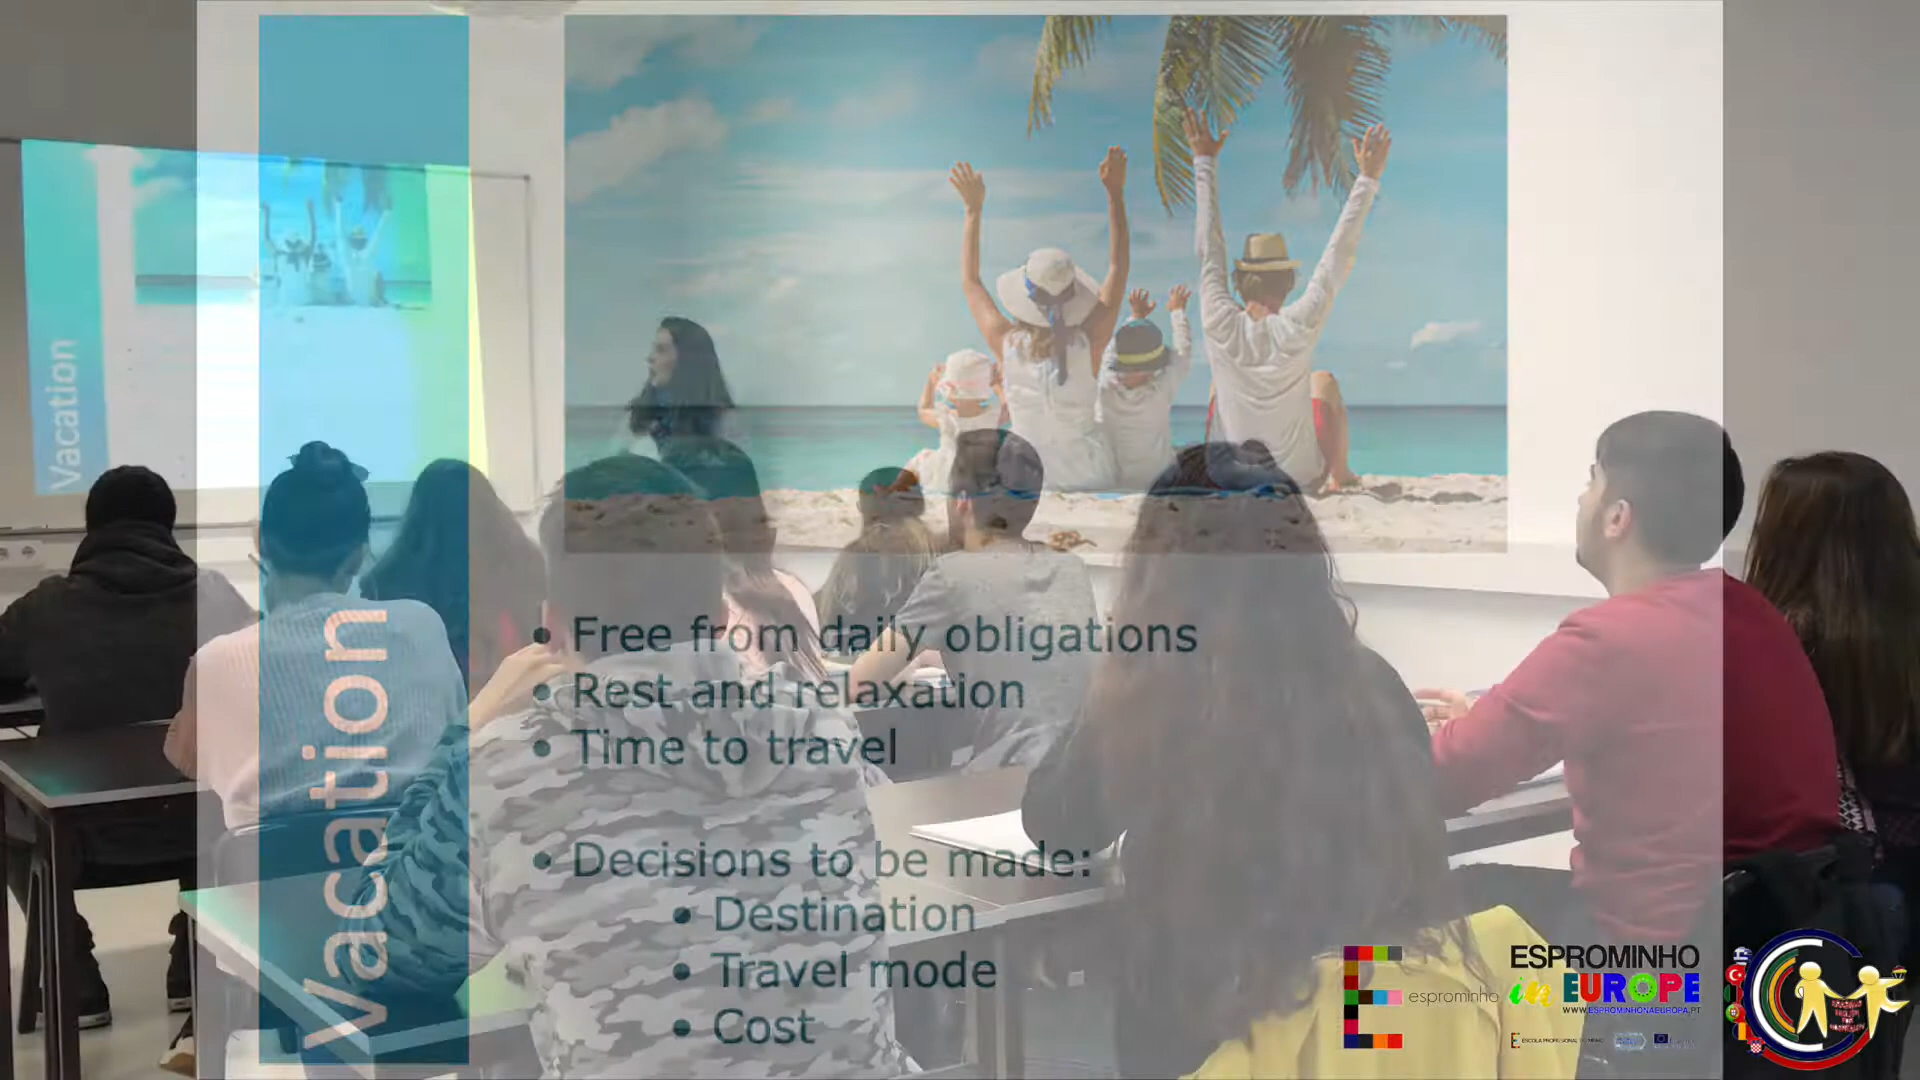 Vacation
Vacation
• Free from daily obligations
• Rest and relaxation
• Time to travel
• Decisions to be made:
• Destination
• Travel mode
• Cost
esprominho
ESPROMINHO
in EUROPE
WWW.ESPROMINHONAEUROPA.PT